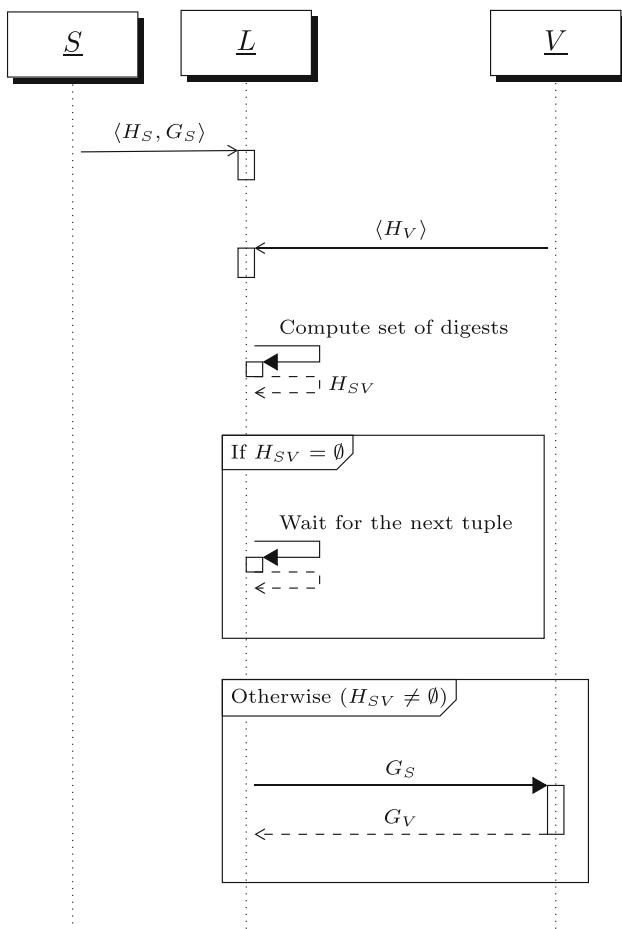 S L V
⟨H_S, G_S⟩
⟨H_V⟩
Compute set of digests
H_SV
If H_SV = ∅
Wait for the next tuple
Otherwise (H_SV ≠ ∅)
G_S
G_V